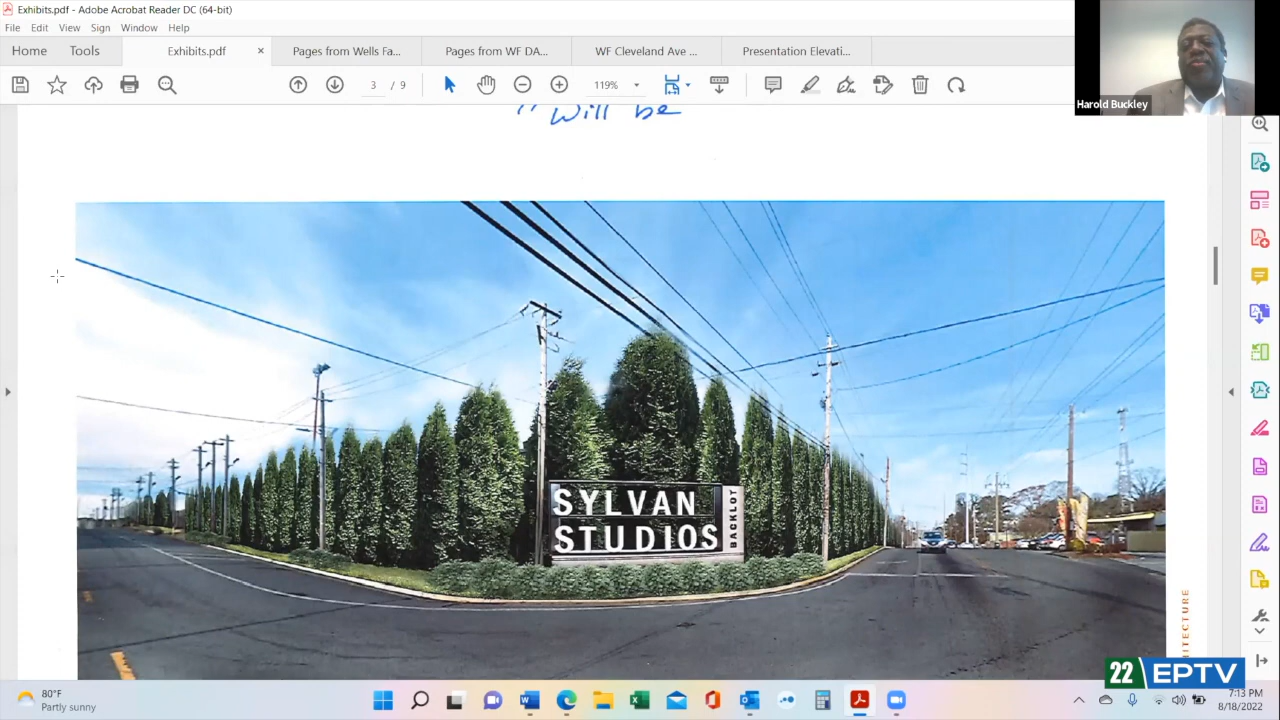 Exhibits.pdf - Adobe Acrobat Reader DC (64-bit)
File Edit View Sign Window Help
Home Tools Exhibits.pdf × Pages from Wells Fa... Pages from WF DA... WF Cleveland Ave ... Presentation Elevati...
3 / 9 119%
Harold Buckley
" Will be
SYLVAN
STUDIOS
BACKLOT
ITECTURE
22 EPTV
80°F
Partly sunny
7:13 PM
8/18/2022